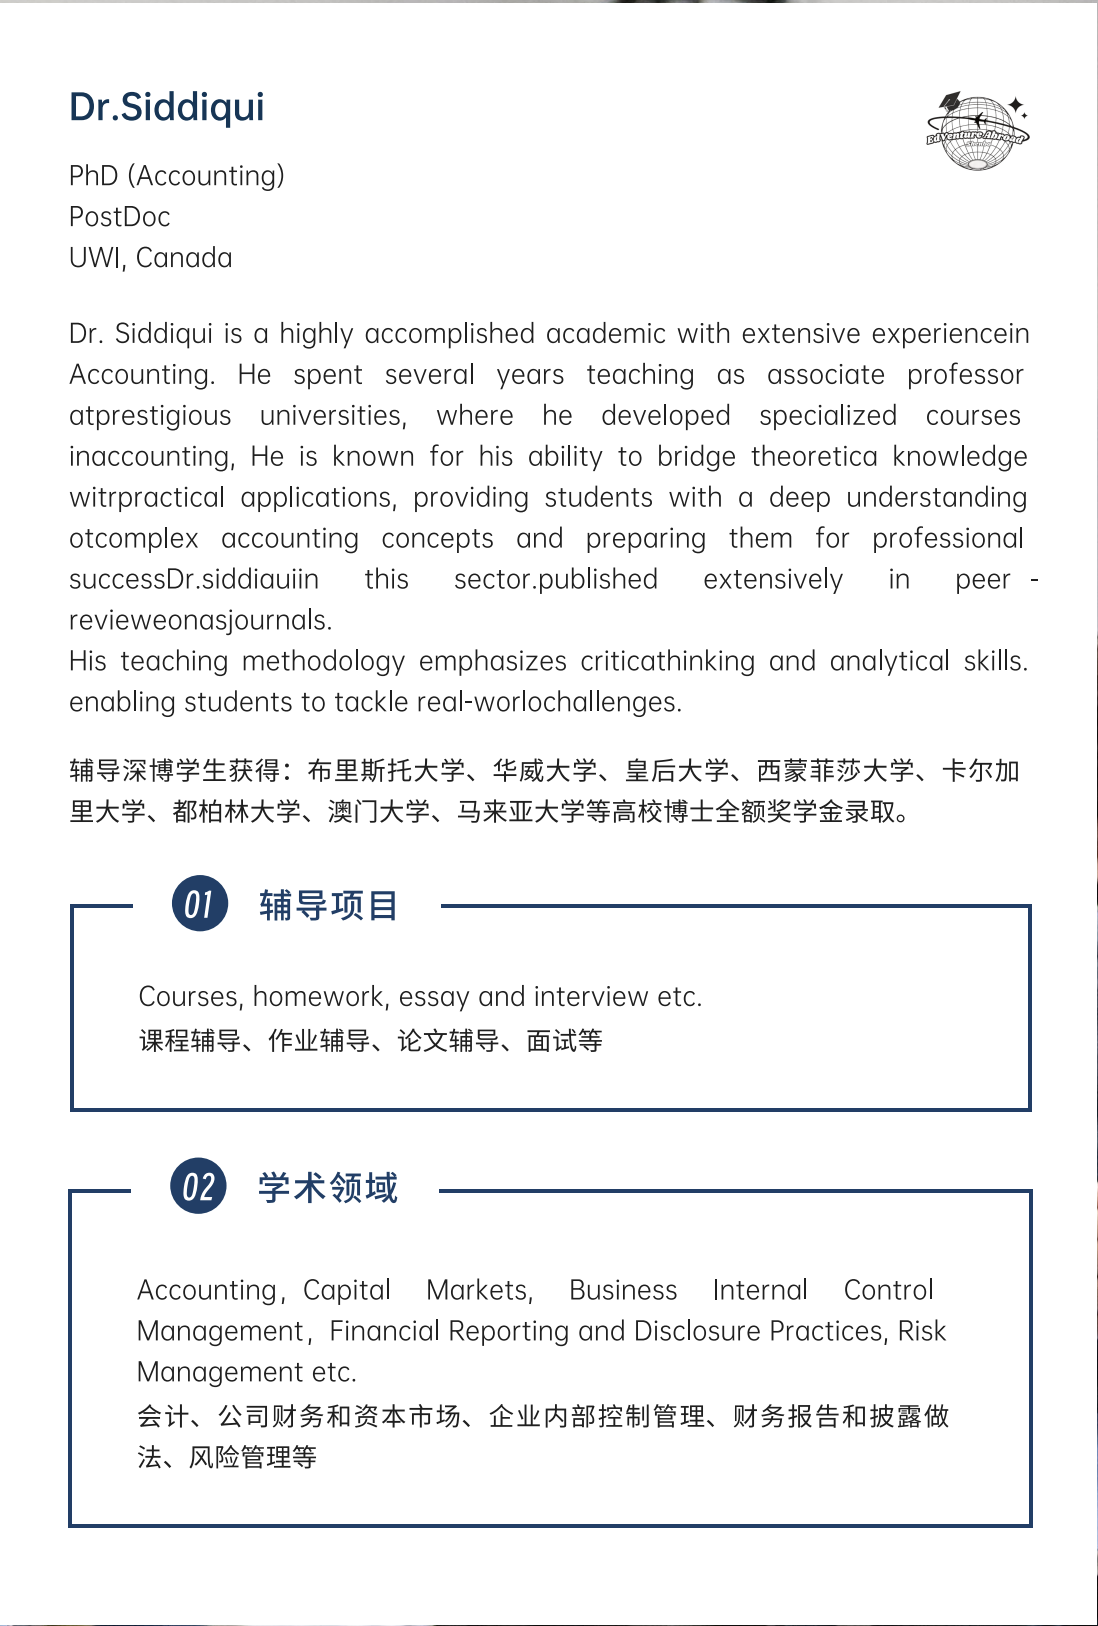 Dr.Siddiqui
EdVenture Abroad
PhD (Accounting)
PostDoc
UWI, Canada
Dr. Siddiqui is a highly accomplished academic with extensive experiencein
Accounting. He spent several years teaching as associate professor
atprestigious universities, where he developed specialized courses
inaccounting, He is known for his ability to bridge theoretica knowledge
witrpractical applications, providing students with a deep understanding
otcomplex accounting concepts and preparing them for professional
successDr.siddiauiin this sector.published extensively in peer -
revieweonasjournals.
His teaching methodology emphasizes criticathinking and analytical skills.
enabling students to tackle real-worlochallenges.
辅导深博学生获得：布里斯托大学、华威大学、皇后大学、西蒙菲莎大学、卡尔加
里大学、都柏林大学、澳门大学、马来亚大学等高校博士全额奖学金录取。
01 辅导项目
Courses, homework, essay and interview etc.
课程辅导、作业辅导、论文辅导、面试等
02 学术领域
Accounting, Capital Markets, Business Internal Control
Management, Financial Reporting and Disclosure Practices, Risk
Management etc.
会计、公司财务和资本市场、企业内部控制管理、财务报告和披露做
法、风险管理等